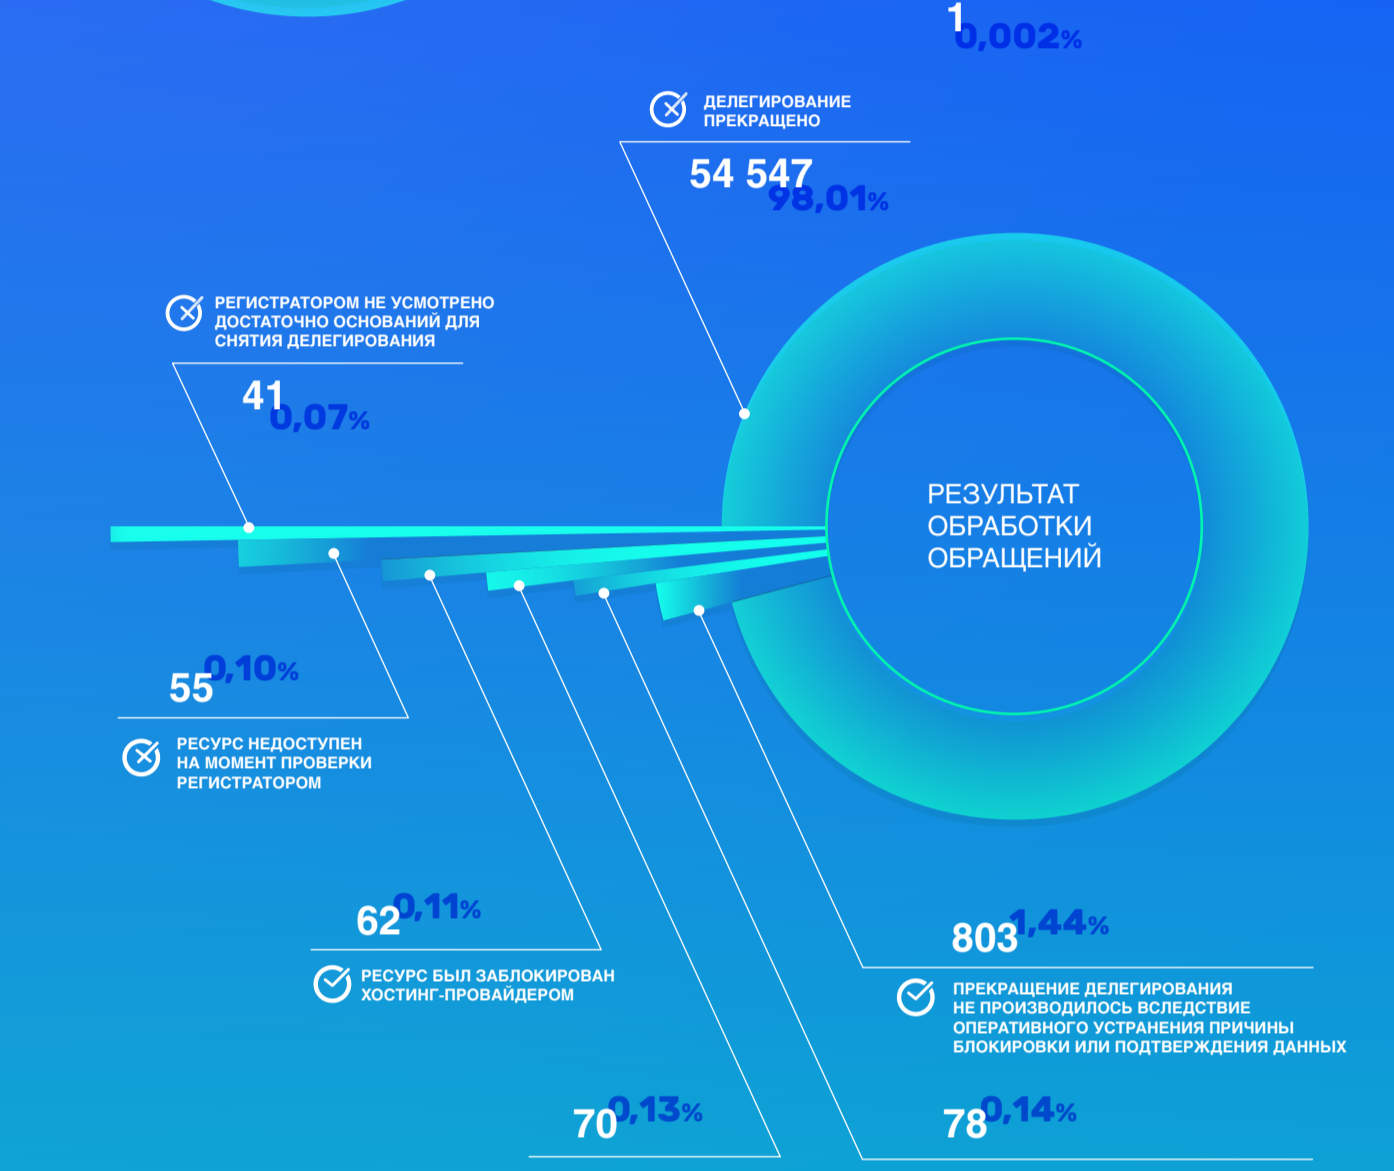 1
0,002%
ДЕЛЕГИРОВАНИЕ
ПРЕКРАЩЕНО
54 547
98,01%
РЕГИСТРАТОРОМ НЕ УСМОТРЕНО
ДОСТАТОЧНО ОСНОВАНИЙ ДЛЯ
СНЯТИЯ ДЕЛЕГИРОВАНИЯ
41
0,07%
РЕЗУЛЬТАТ
ОБРАБОТКИ
ОБРАЩЕНИЙ
55
0,10%
РЕСУРС НЕДОСТУПЕН
НА МОМЕНТ ПРОВЕРКИ
РЕГИСТРАТОРОМ
62
0,11%
РЕСУРС БЫЛ ЗАБЛОКИРОВАН
ХОСТИНГ-ПРОВАЙДЕРОМ
803
1,44%
ПРЕКРАЩЕНИЕ ДЕЛЕГИРОВАНИЯ
НЕ ПРОИЗВОДИЛОСЬ ВСЛЕДСТВИЕ
ОПЕРАТИВНОГО УСТРАНЕНИЯ ПРИЧИНЫ
БЛОКИРОВКИ ИЛИ ПОДТВЕРЖДЕНИЯ ДАННЫХ
70
0,13%
78
0,14%